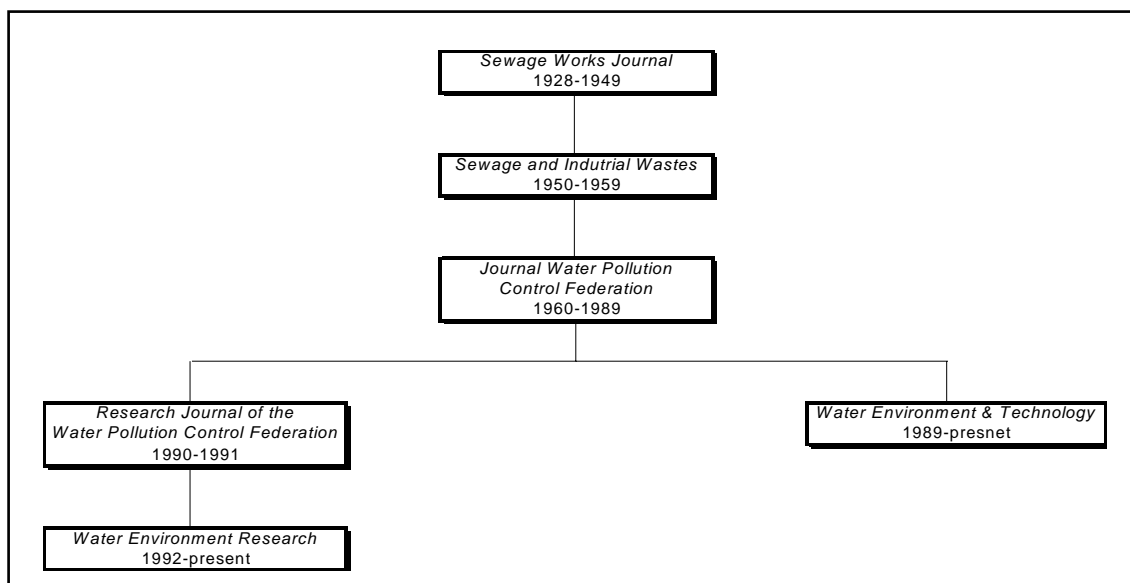 Sewage Works Journal
1928-1949
Sewage and Indutrial Wastes
1950-1959
Journal Water Pollution
Control Federation
1960-1989
Research Journal of the
Water Pollution Control Federation
1990-1991
Water Environment & Technology
1989-presnet
Water Environment Research
1992-present